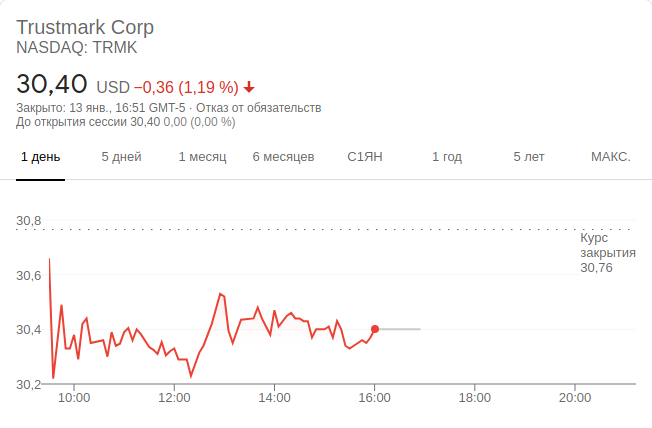 Trustmark Corp
NASDAQ: TRMK
30,40 USD −0,36 (1,19 %)
Закрыто: 13 янв., 16:51 GMT-5 · Отказ от обязательств
До открытия сессии 30,40 0,00 (0,00 %)
1 день 5 дней 1 месяц 6 месяцев С1ЯН 1 год 5 лет МАКС.
30,8
Курс
закрытия
30,76
30,6
30,4
30,2
10:00 12:00 14:00 16:00 18:00 20:00